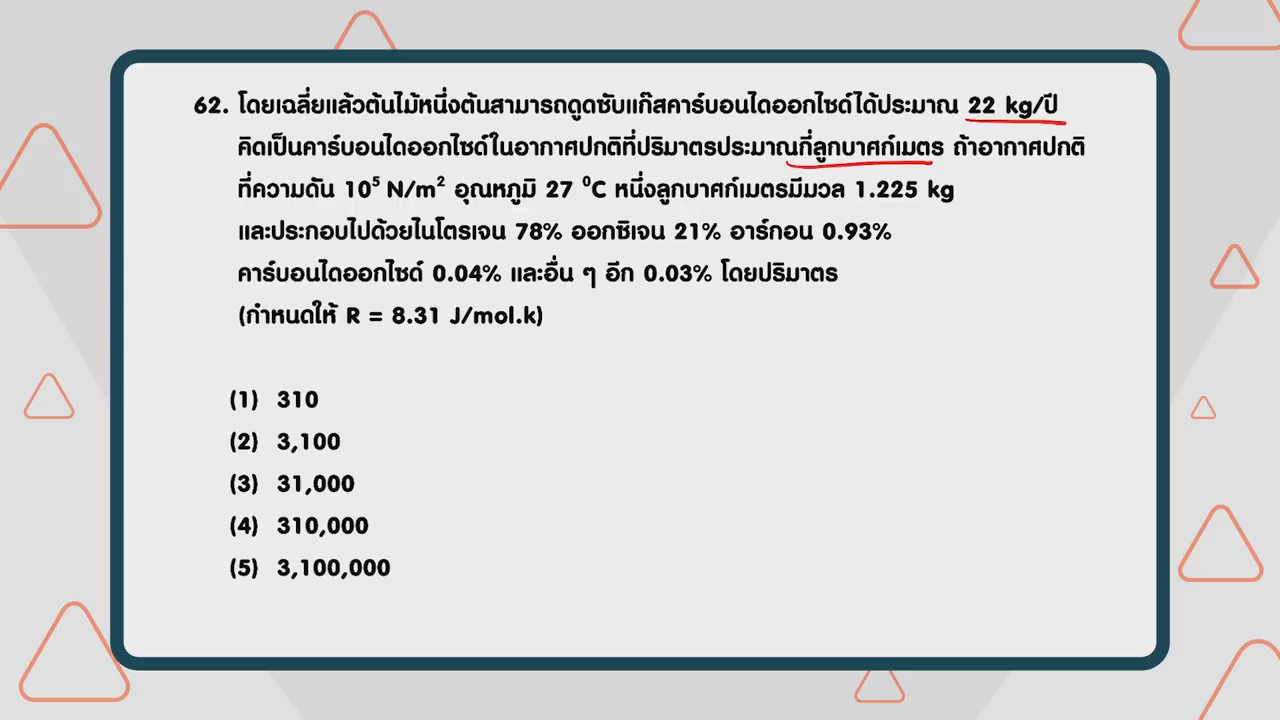 62. โดยเฉลี่ยแล้วต้นไม้หนึ่งต้นสามารถดูดซับแก๊สคาร์บอนไดออกไซด์ได้ประมาณ 22 kg/ปี
คิดเป็นคาร์บอนไดออกไซด์ในอากาศปกติที่ปริมาตรประมาณกี่ลูกบาศก์เมตร ถ้าอากาศปกติ
ที่ความดัน 10⁵ N/m² อุณหภูมิ 27 ⁰C หนึ่งลูกบาศก์เมตรมีมวล 1.225 kg
และประกอบไปด้วยไนโตรเจน 78% ออกซิเจน 21% อาร์กอน 0.93%
คาร์บอนไดออกไซด์ 0.04% และอื่น ๆ อีก 0.03% โดยปริมาตร
(กำหนดให้ R = 8.31 J/mol.k)
(1) 310
(2) 3,100
(3) 31,000
(4) 310,000
(5) 3,100,000